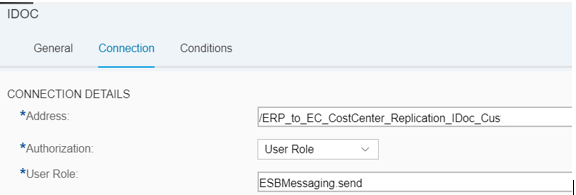 IDOC
General Connection Conditions
CONNECTION DETAILS
*Address: /ERP_to_EC_CostCenter_Replication_IDoc_Cus
*Authorization: User Role
*User Role: ESBMessaging.send